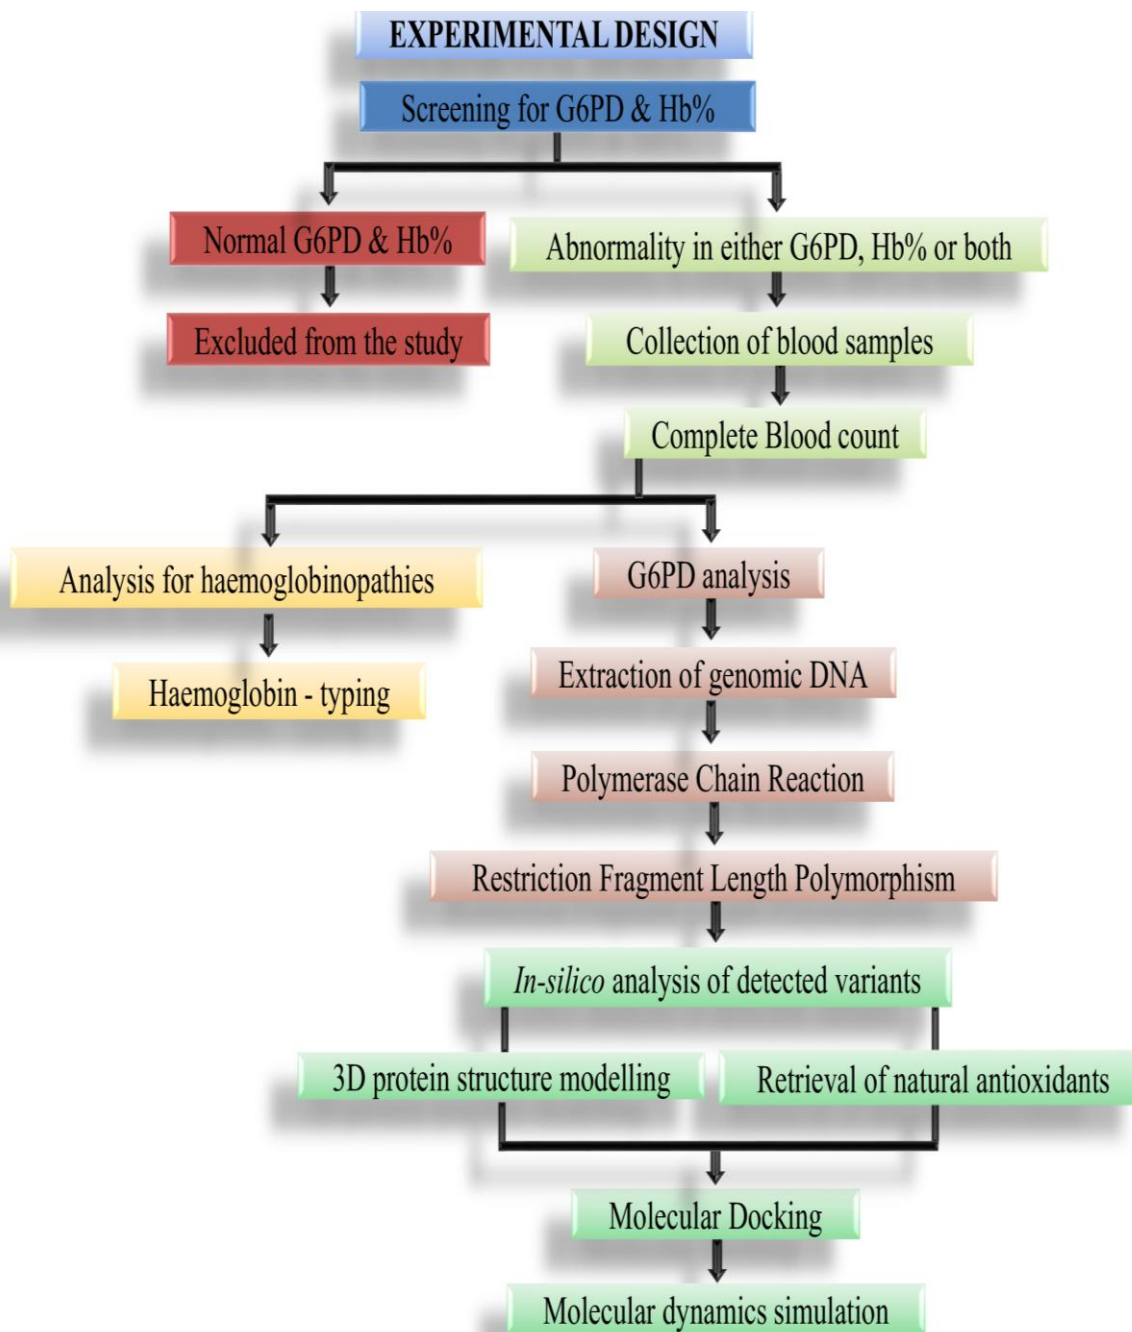 EXPERIMENTAL DESIGN
Screening for G6PD & Hb%
Normal G6PD & Hb%
Abnormality in either G6PD, Hb% or both
Excluded from the study
Collection of blood samples
Complete Blood count
Analysis for haemoglobinopathies
G6PD analysis
Haemoglobin - typing
Extraction of genomic DNA
Polymerase Chain Reaction
Restriction Fragment Length Polymorphism
In-silico analysis of detected variants
3D protein structure modelling
Retrieval of natural antioxidants
Molecular Docking
Molecular dynamics simulation